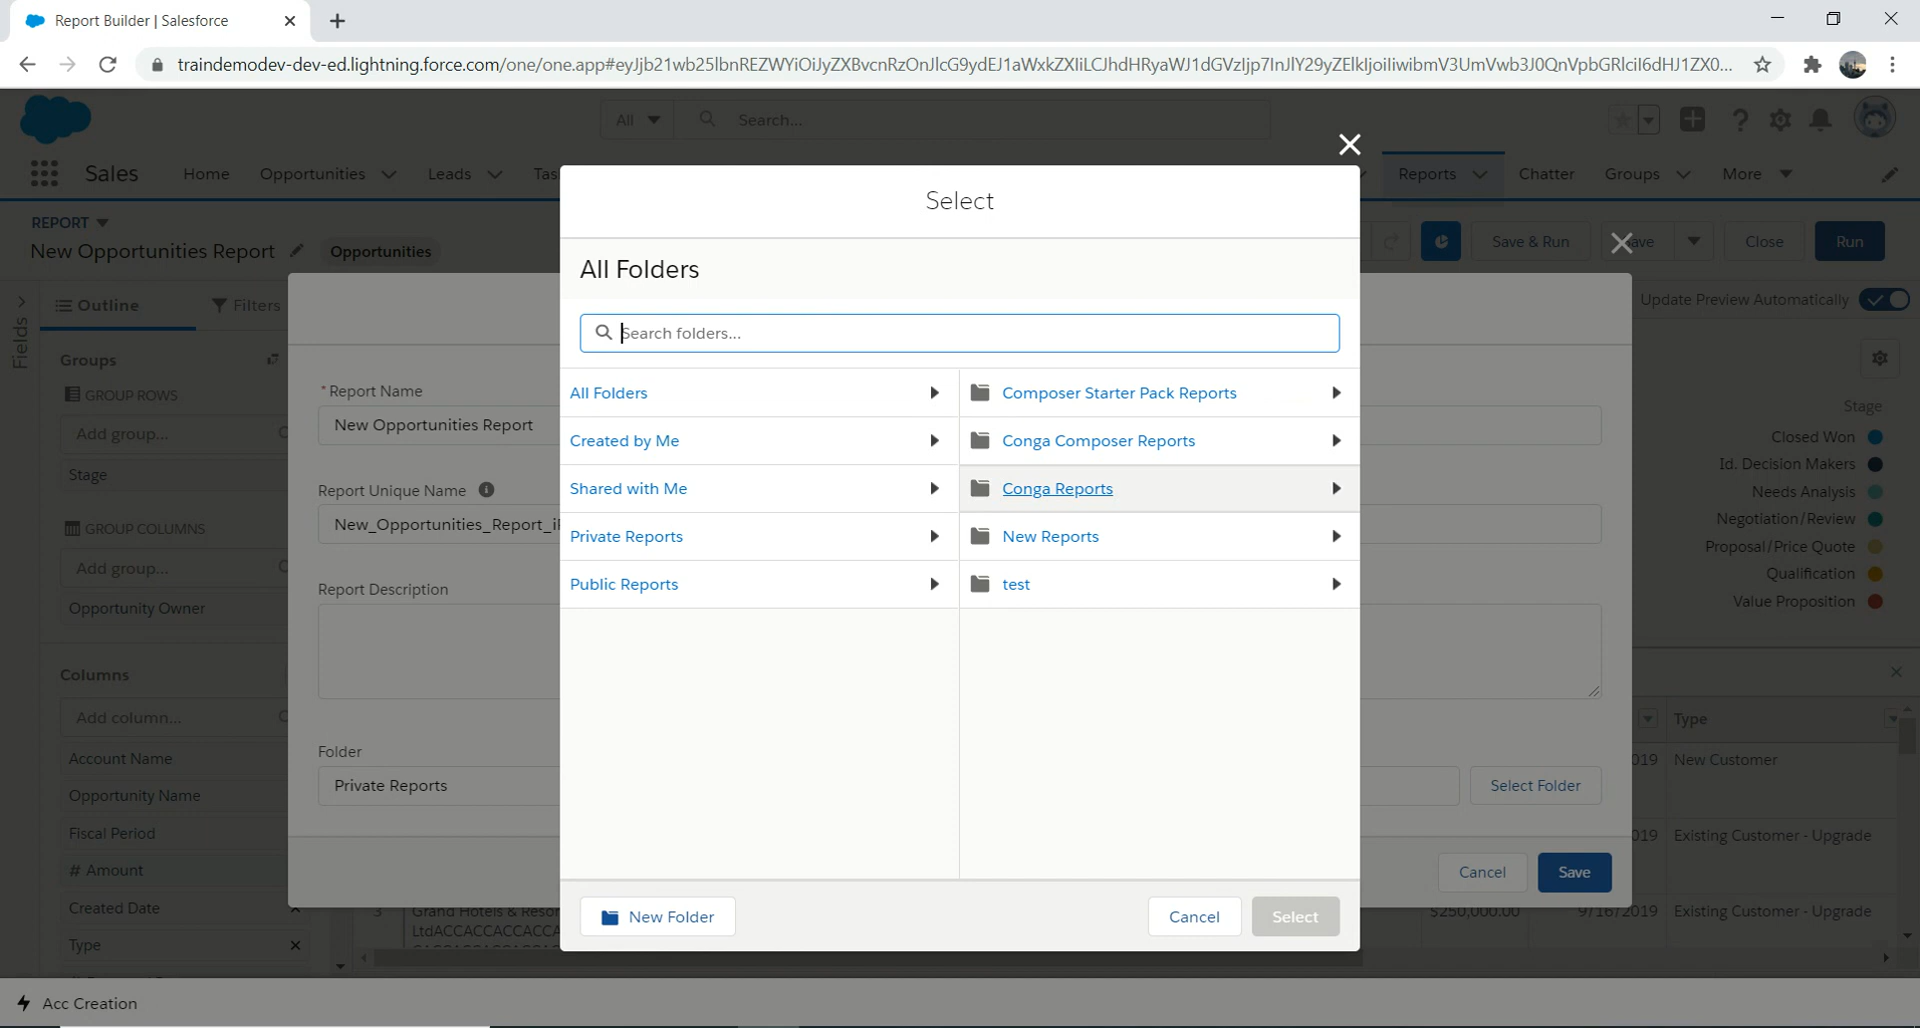 Report Builder | Salesforce
traindemodev-dev-ed.lightning.force.com/one/one.app#eyJjb21wb25lbnREZWYiOiJyZXBvcnRzOnJlcG9ydEJ1aWxkZXIiLCJhdHRyaWJ1dGVzIjp7InJlY29yZElkIjoiIiwibmV3UmVwb3J0QnVpbGRlciI6dHJ1ZX0...
All
Search...
Sales
Home
Opportunities
Leads
Tas
Reports
Chatter
Groups
More
REPORT
New Opportunities Report
Opportunities
Save & Run
Save
Close
Run
Fields
Outline
Filters
Update Preview Automatically
Groups
GROUP ROWS
Add group...
Stage
GROUP COLUMNS
Add group...
Opportunity Owner
Columns
Add column...
Account Name
Opportunity Name
Fiscal Period
# Amount
Created Date
Type
* Report Name
New Opportunities Report
Report Unique Name
New_Opportunities_Report_i
Report Description
Folder
Private Reports
Select Folder
Cancel
Save
Select
All Folders
Search folders...
All Folders
Created by Me
Shared with Me
Private Reports
Public Reports
Composer Starter Pack Reports
Conga Composer Reports
Conga Reports
New Reports
test
New Folder
Cancel
Select
Stage
Closed Won
Id. Decision Makers
Needs Analysis
Negotiation/Review
Proposal/Price Quote
Qualification
Value Proposition
Type
019 New Customer
019 Existing Customer - Upgrade
3 Grand Hotels & Resor
LtdACCACCACCACCA
$250,000.00 9/16/2019 Existing Customer - Upgrade
Acc Creation